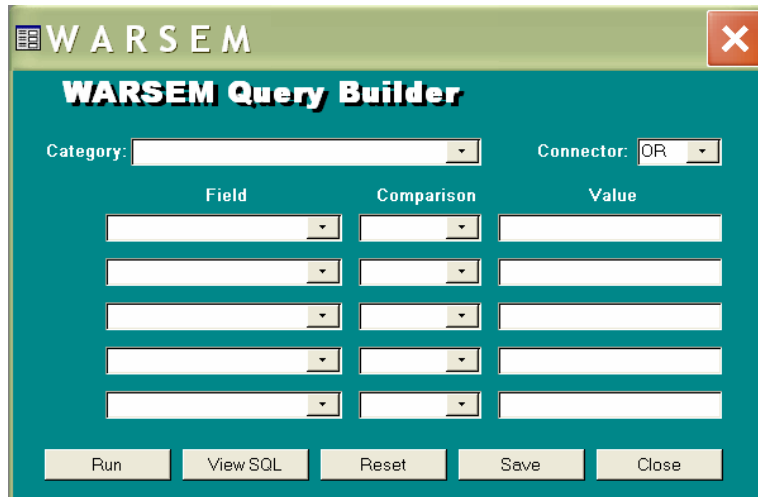 WARSEM
WARSEM Query Builder
Category: Connector: OR
Field Comparison Value
Run View SQL Reset Save Close